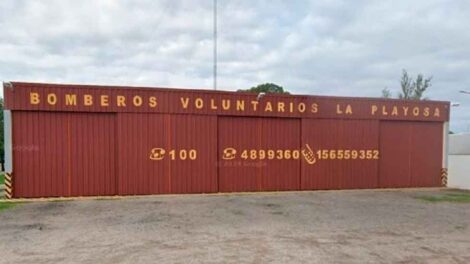 BOMBEROS VOLUNTARIOS LA PLAYOSA
100 4899360 156559352